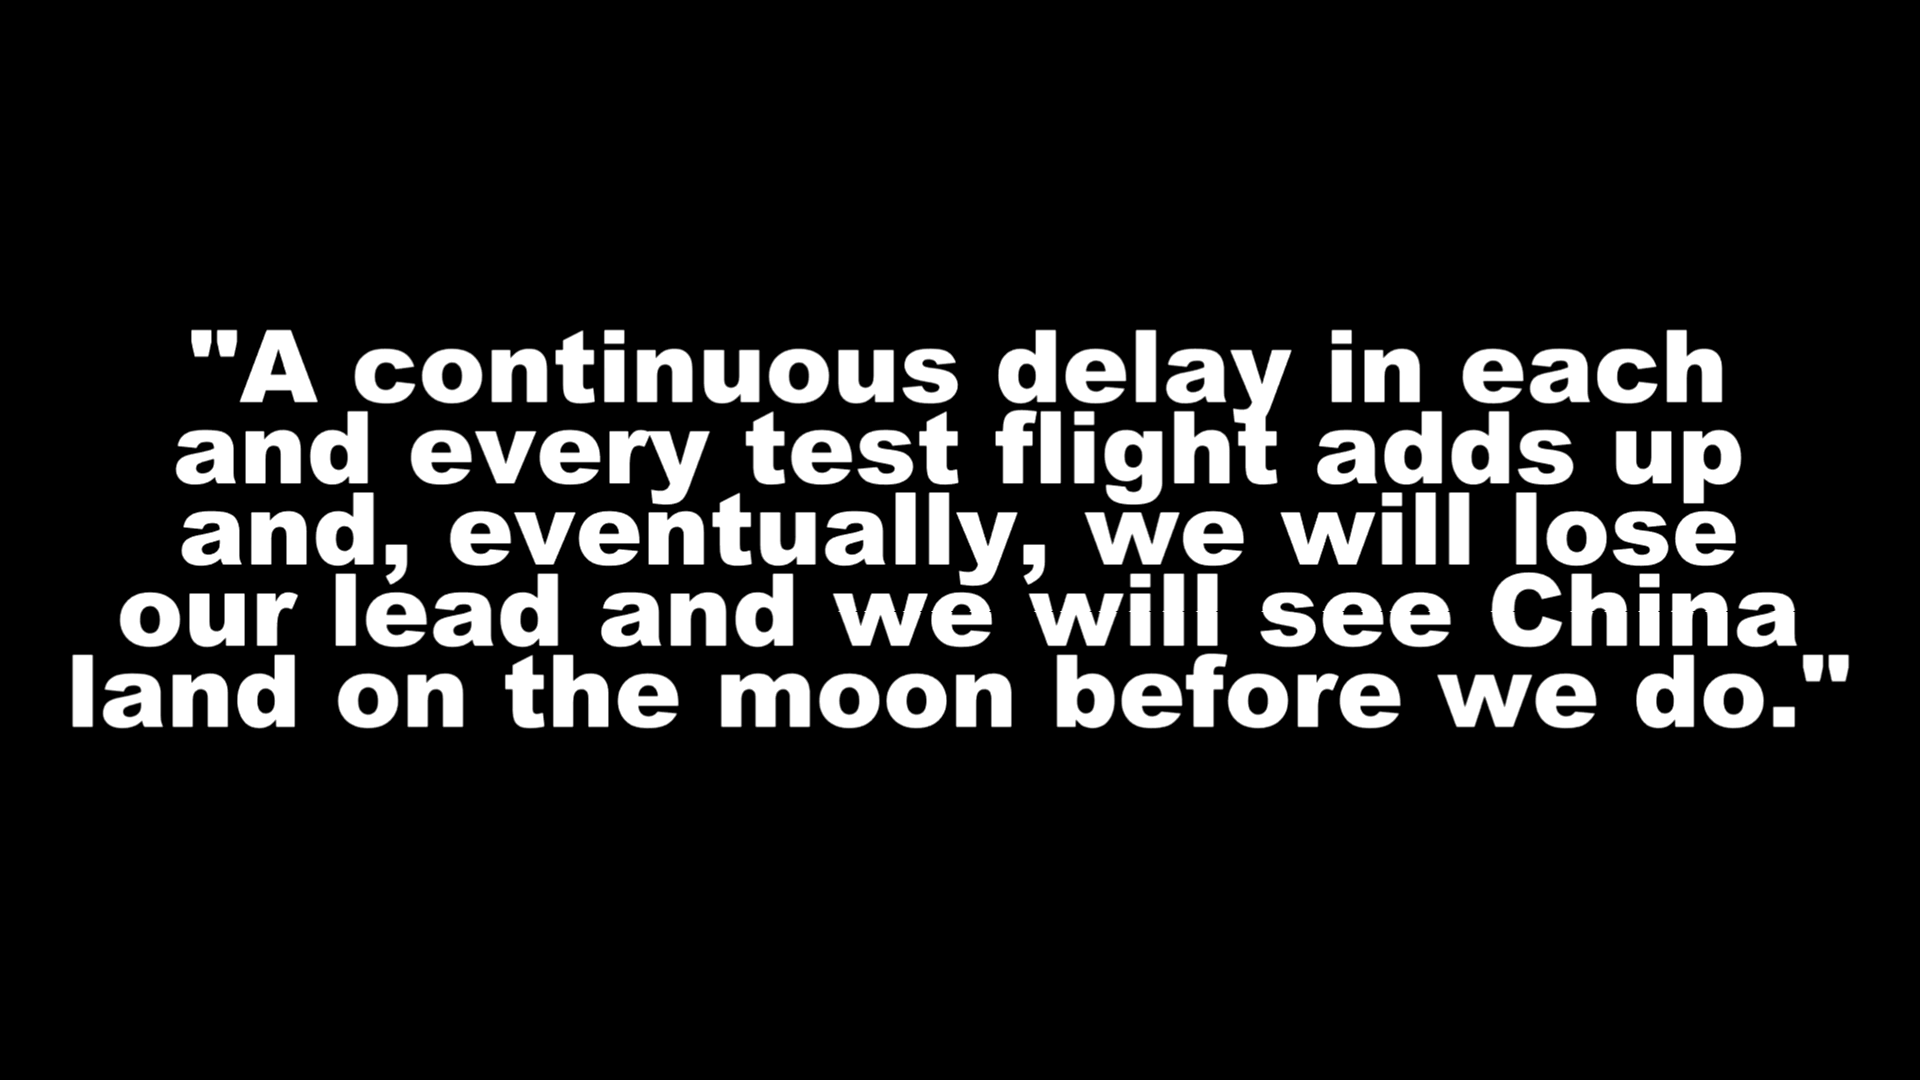 "A continuous delay in each
and every test flight adds up
and, eventually, we will lose
our lead and we will see China
land on the moon before we do."